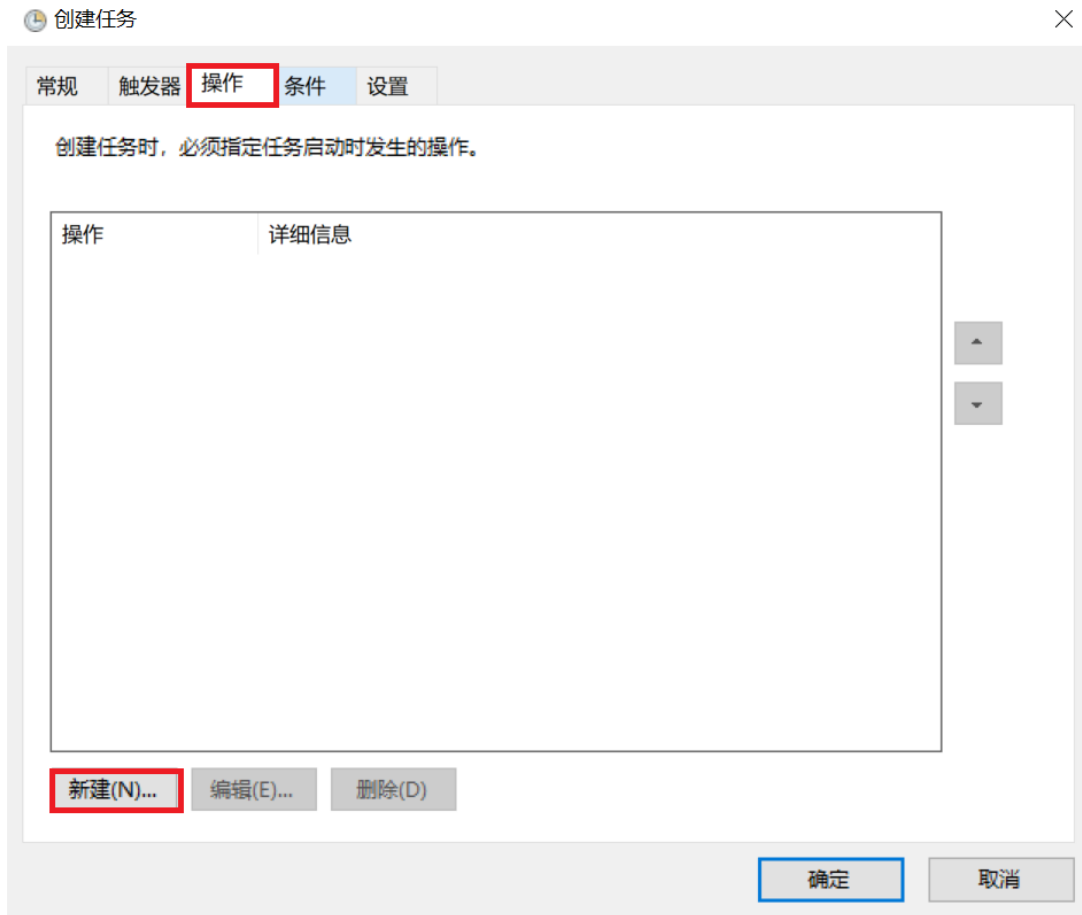 创建任务
常规 触发器 操作 条件 设置
创建任务时，必须指定任务启动时发生的操作。
操作 详细信息
新建(N)... 编辑(E)... 删除(D)
确定 取消